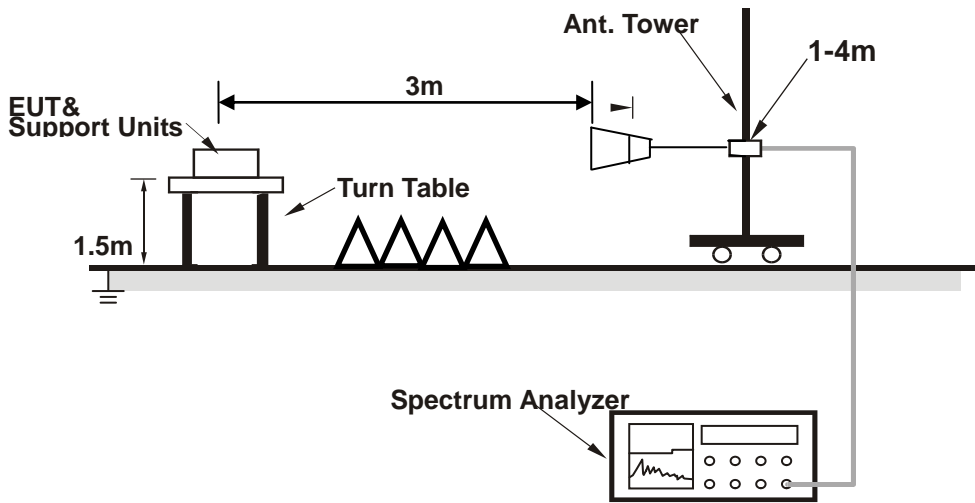 Ant. Tower
1-4m
3m
EUT&
Support Units
Turn Table
1.5m
Spectrum Analyzer